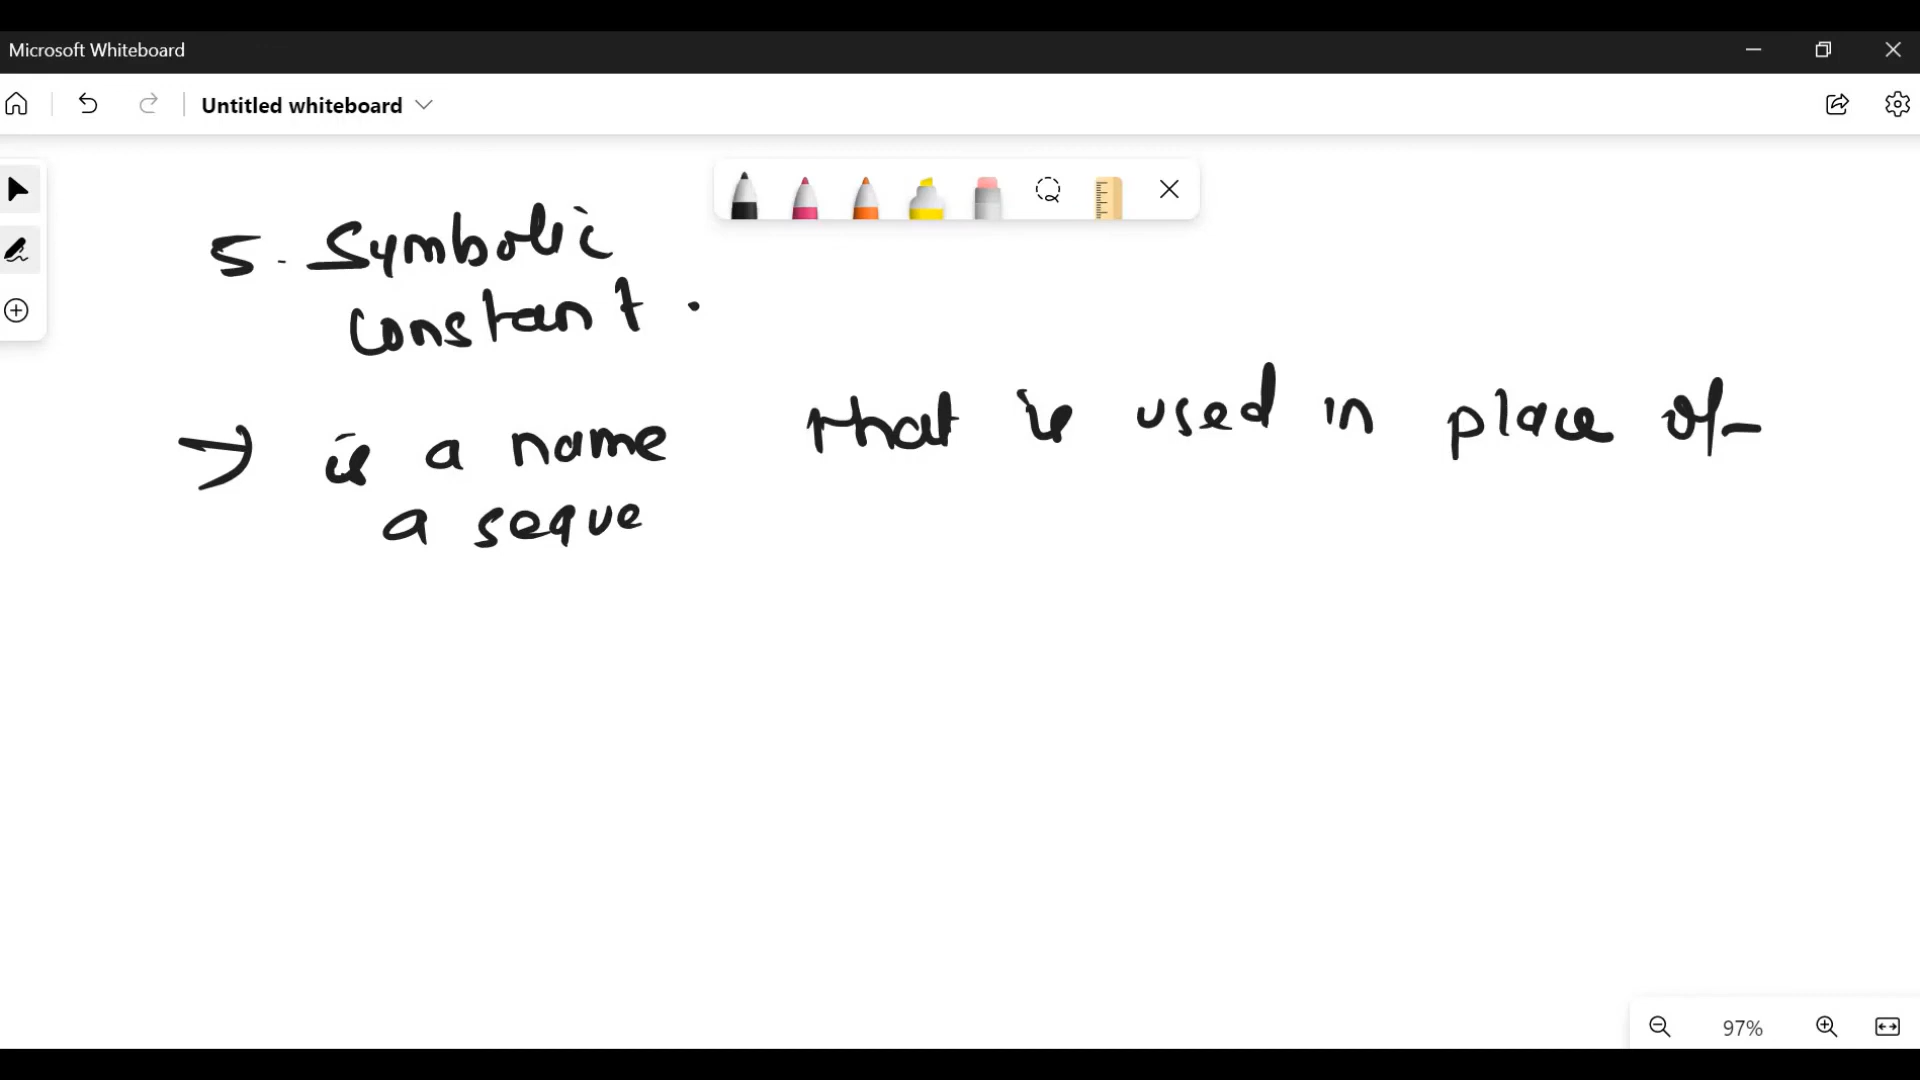 Microsoft Whiteboard
Untitled whiteboard
5. Symbolic
constant.
→ is a name that is used in place of
a seque
97%